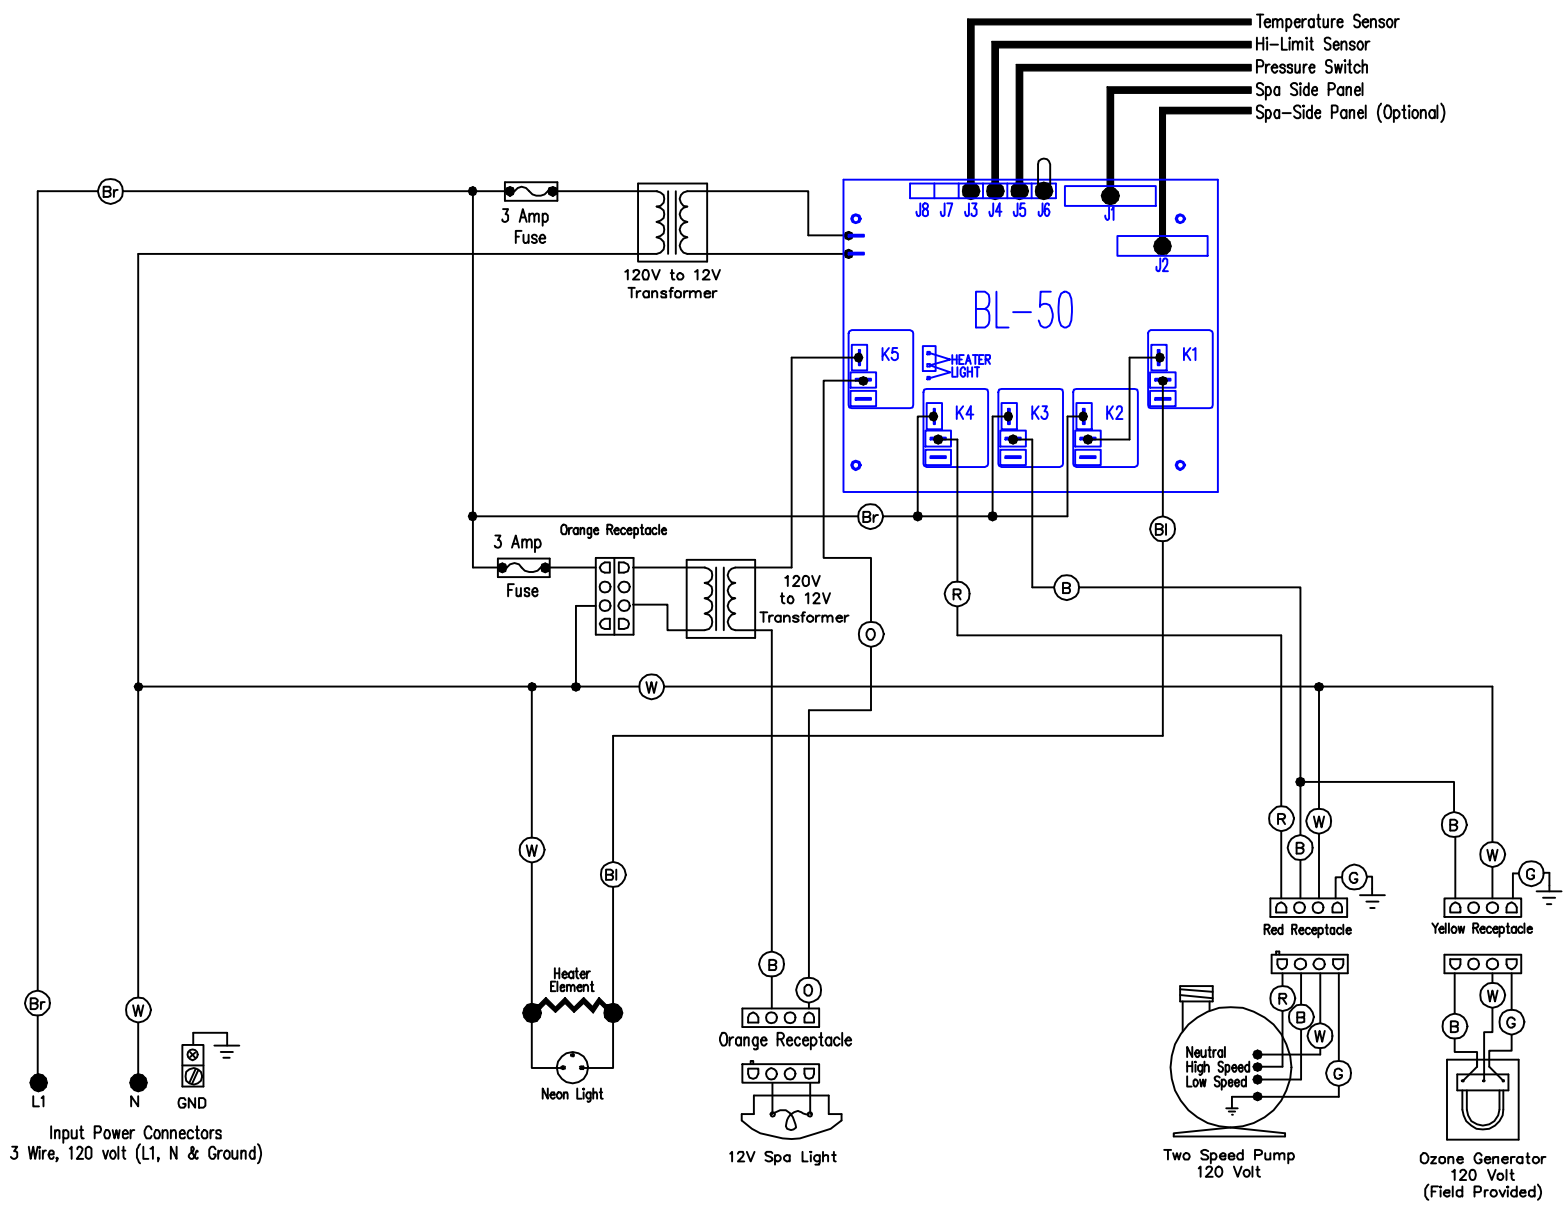 Temperature Sensor
Hi-Limit Sensor
Pressure Switch
Spa Side Panel
Spa-Side Panel (Optional)
Br
3 Amp
Fuse
120V to 12V
Transformer
J8 J7 J3 J4 J5 J6
J1
J2
BL-50
K5
HEATER
LIGHT
K1
K4
K3
K2
Br
Bl
Orange Receptacle
3 Amp
Fuse
120V
to 12V
Transformer
R
B
O
W
R
B
W
B
W
G
G
W
Bl
Red Receptacle
Yellow Receptacle
Heater
Element
B
O
Br
W
R
B
W
B
W
G
Orange Receptacle
Neutral
High Speed
Low Speed
G
L1
N
GND
Neon Light
Input Power Connectors
3 Wire, 120 volt (L1, N & Ground)
12V Spa Light
Two Speed Pump
120 Volt
Ozone Generator
120 Volt
(Field Provided)